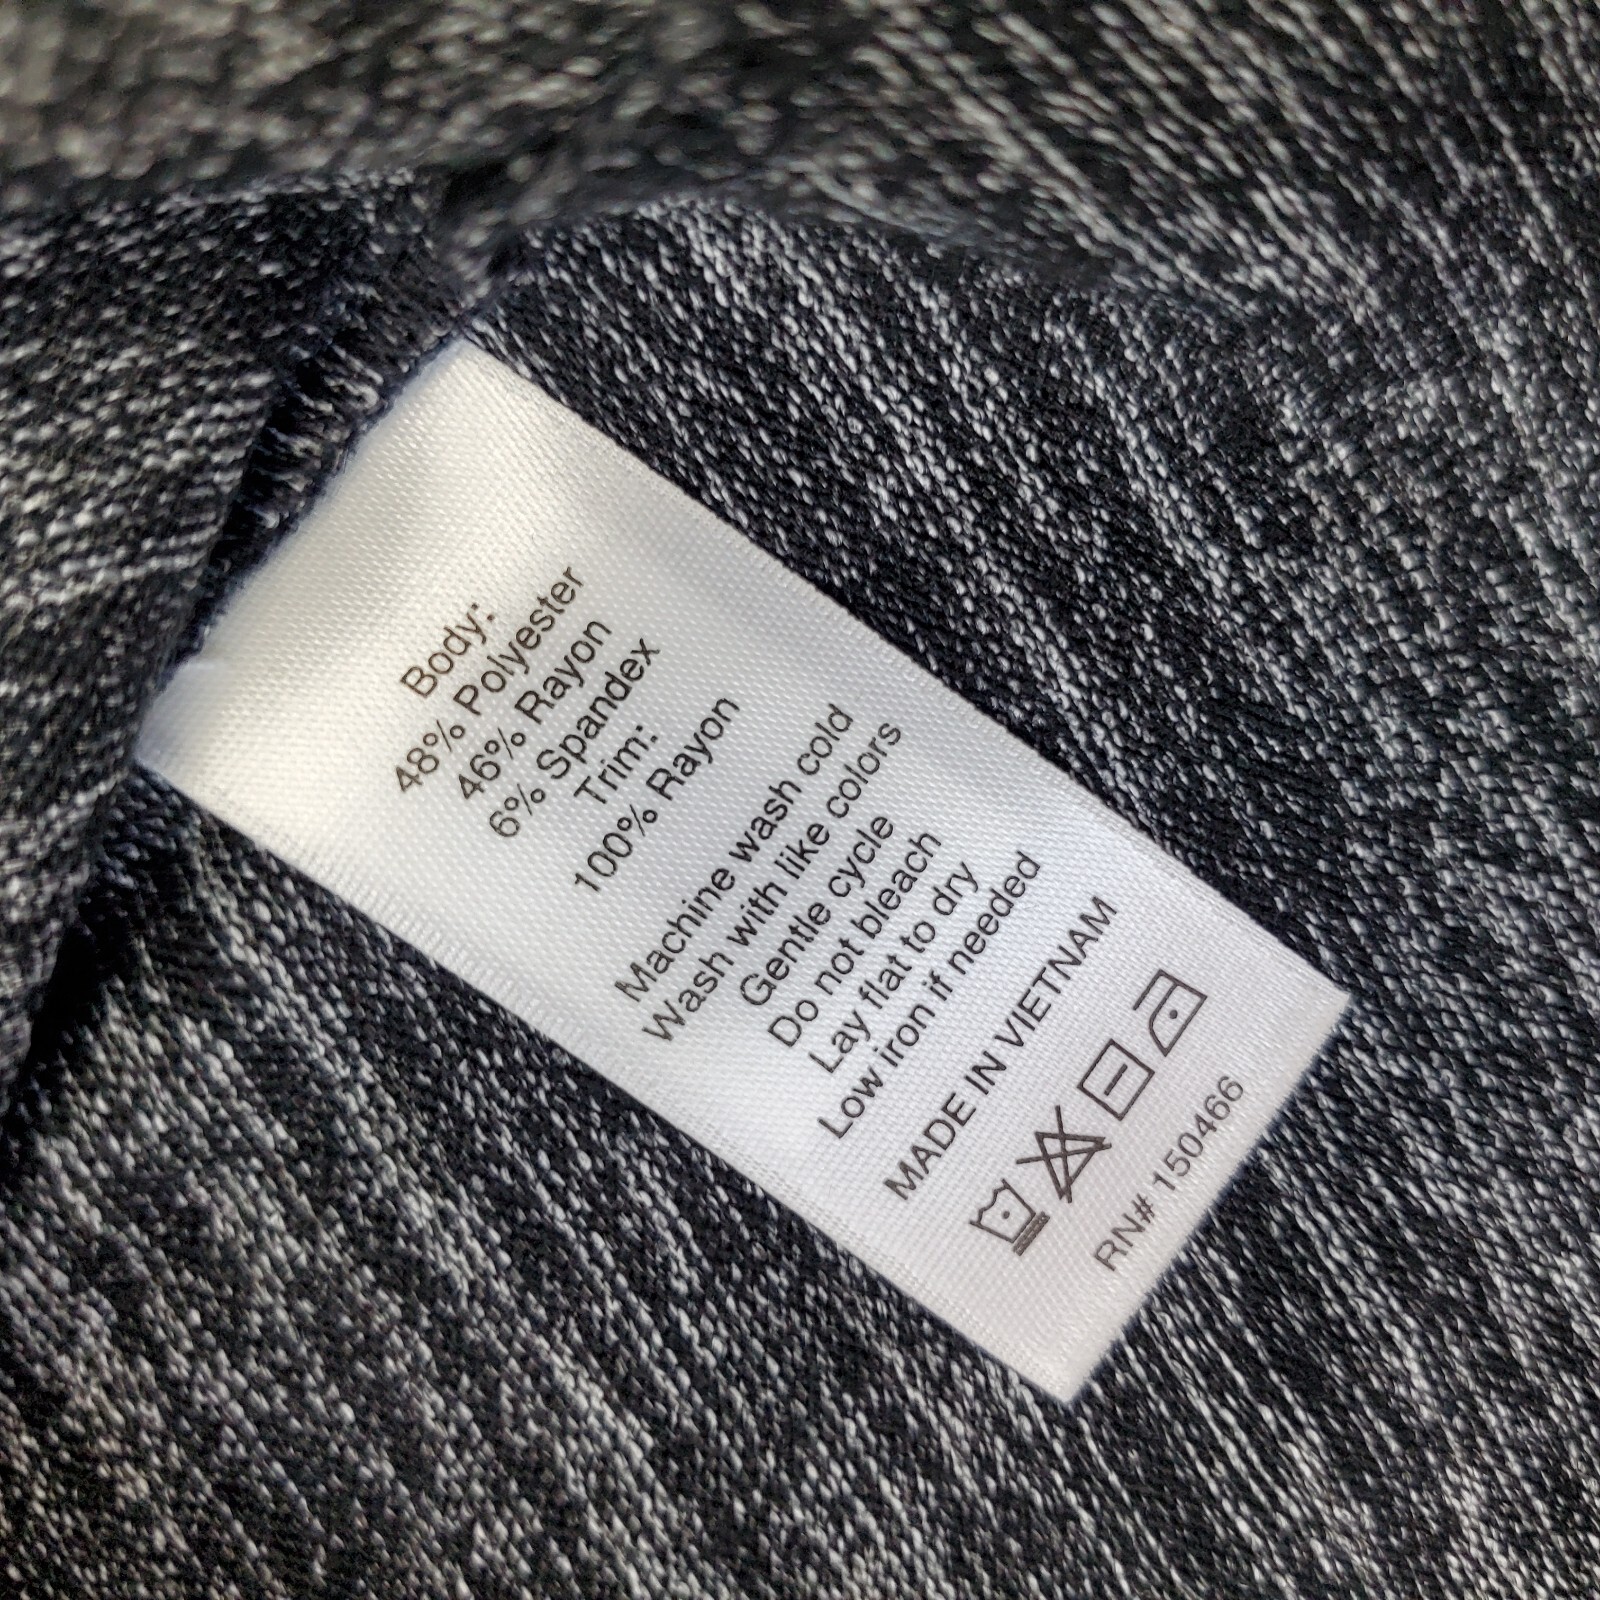 Body:
48% Polyester
46% Rayon
6% Spandex
Trim:
100% Rayon
Machine wash cold
Wash with like colors
Gentle cycle
Do not bleach
Lay flat to dry
Low iron if needed
MADE IN VIETNAM
RN# 150466